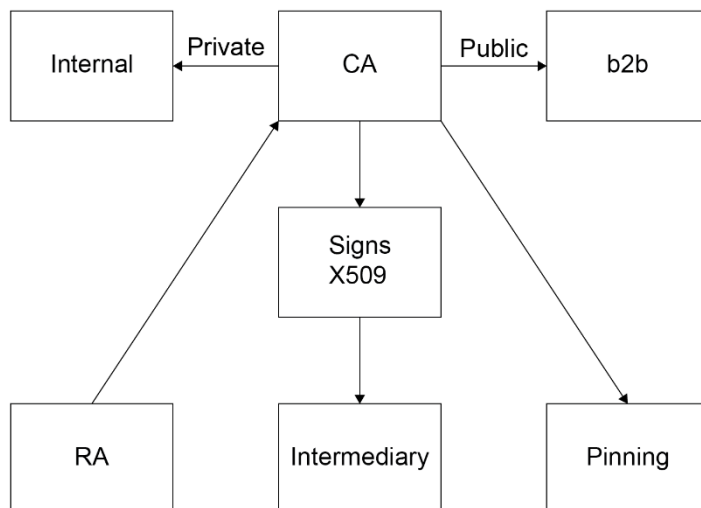 Internal
Private
CA
Public
b2b
Signs
X509
RA
Intermediary
Pinning